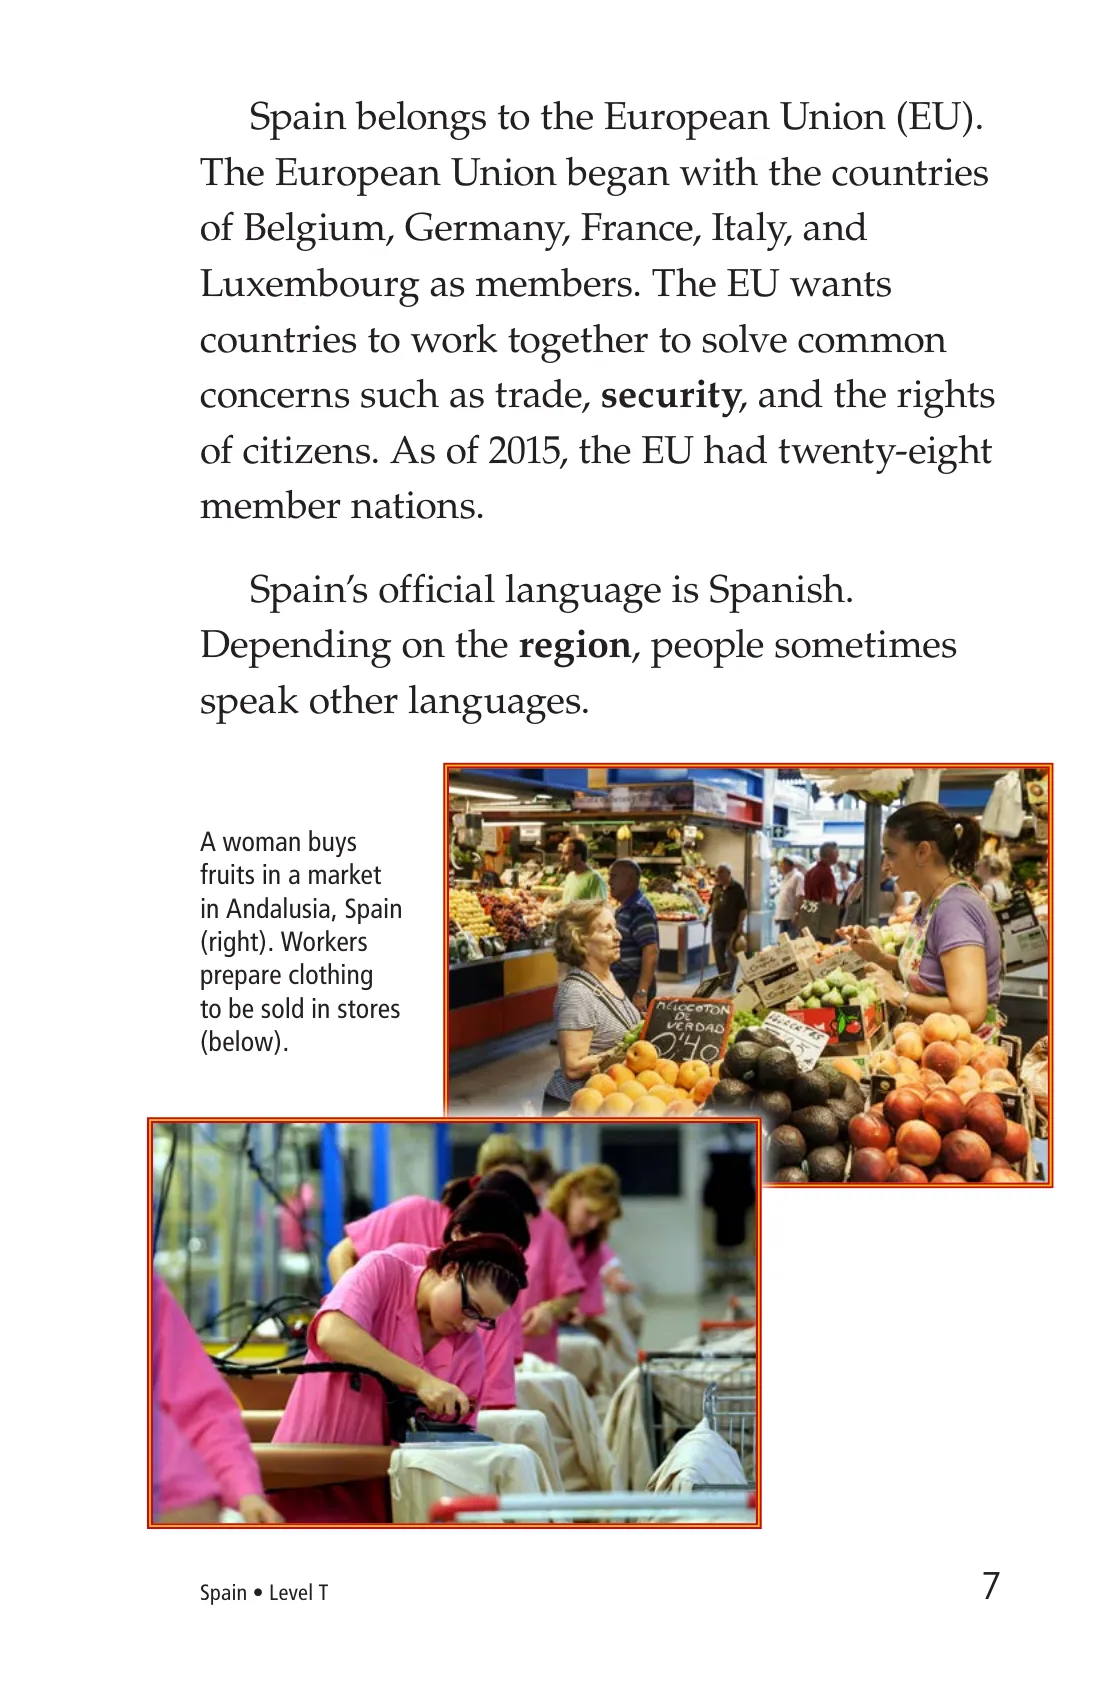 Spain belongs to the European Union (EU).
The European Union began with the countries
of Belgium, Germany, France, Italy, and
Luxembourg as members. The EU wants
countries to work together to solve common
concerns such as trade, security, and the rights
of citizens. As of 2015, the EU had twenty-eight
member nations.
Spain’s official language is Spanish.
Depending on the region, people sometimes
speak other languages.
A woman buys
fruits in a market
in Andalusia, Spain
(right). Workers
prepare clothing
to be sold in stores
(below).
MELOCOTON
DE
VERDAD
2'40
Spain • Level T
7